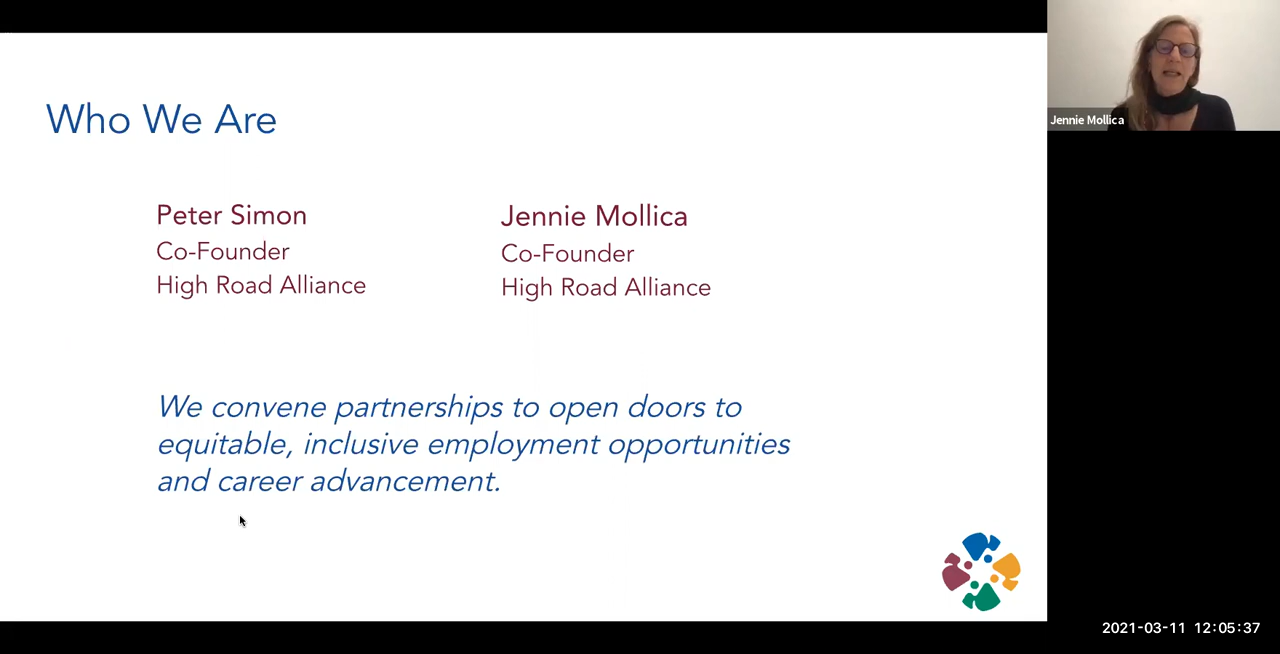 Who We Are
Peter Simon
Co-Founder
High Road Alliance
Jennie Mollica
Co-Founder
High Road Alliance
We convene partnerships to open doors to
equitable, inclusive employment opportunities
and career advancement.
Jennie Mollica
2021-03-11 12:05:37